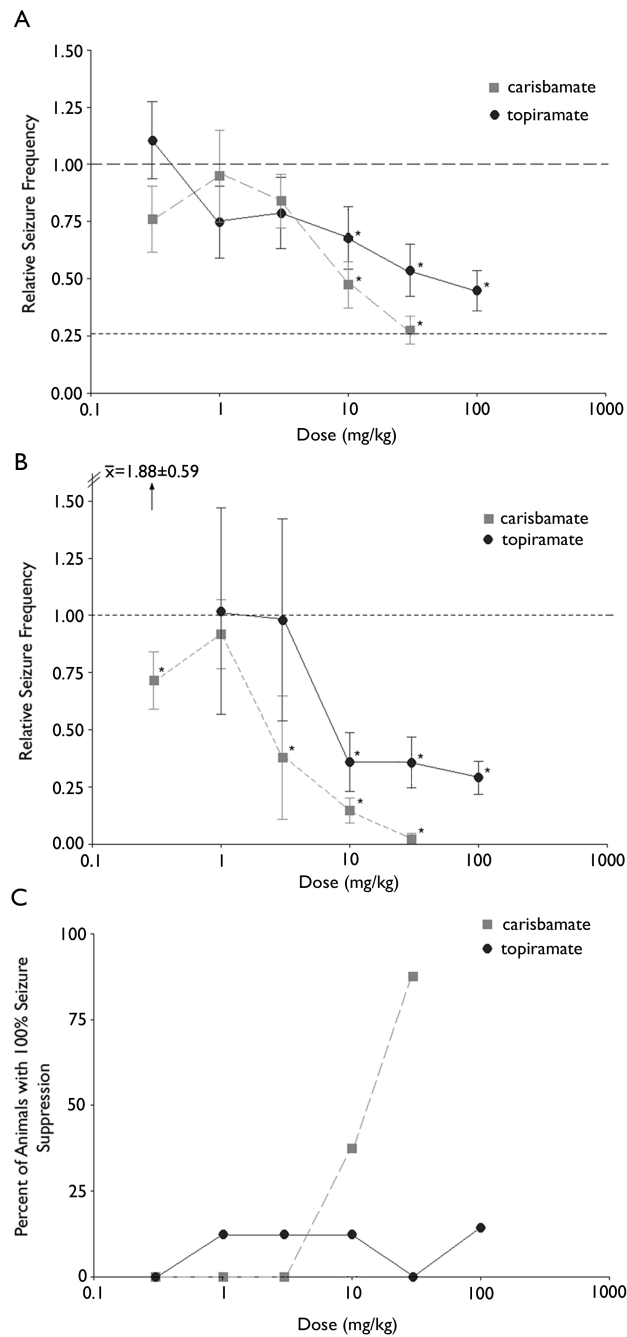 A
1.50
carisbamate
1.25
topiramate
1.00
0.75
*
*
0.50
*
*
*
0.25
0.00
0.1 1 10 100 1000
Dose (mg/kg)
Relative Seizure Frequency
B
x̅=1.88±0.59
1.50
carisbamate
topiramate
1.25
1.00
0.75
*
0.50
*
* * *
0.25
*
*
0.00
0.1 1 10 100 1000
Dose (mg/kg)
Relative Seizure Frequency
C
carisbamate
topiramate
100
75
50
25
0
0.1 1 10 100 1000
Dose (mg/kg)
Percent of Animals with 100% Seizure
Suppression